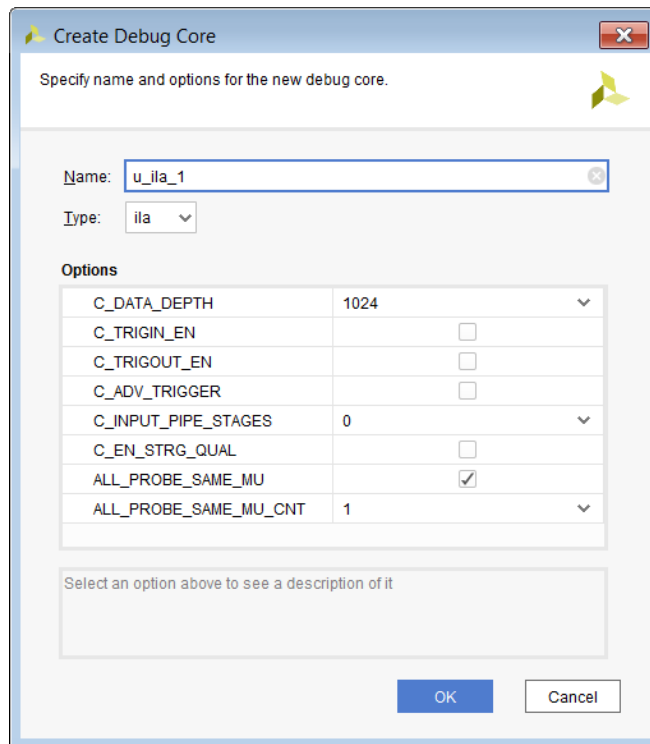 Create Debug Core
Specify name and options for the new debug core.
Name: u_ila_1
Type: ila
Options
C_DATA_DEPTH 1024
C_TRIGIN_EN
C_TRIGOUT_EN
C_ADV_TRIGGER
C_INPUT_PIPE_STAGES 0
C_EN_STRG_QUAL
ALL_PROBE_SAME_MU
ALL_PROBE_SAME_MU_CNT 1
Select an option above to see a description of it
OK Cancel